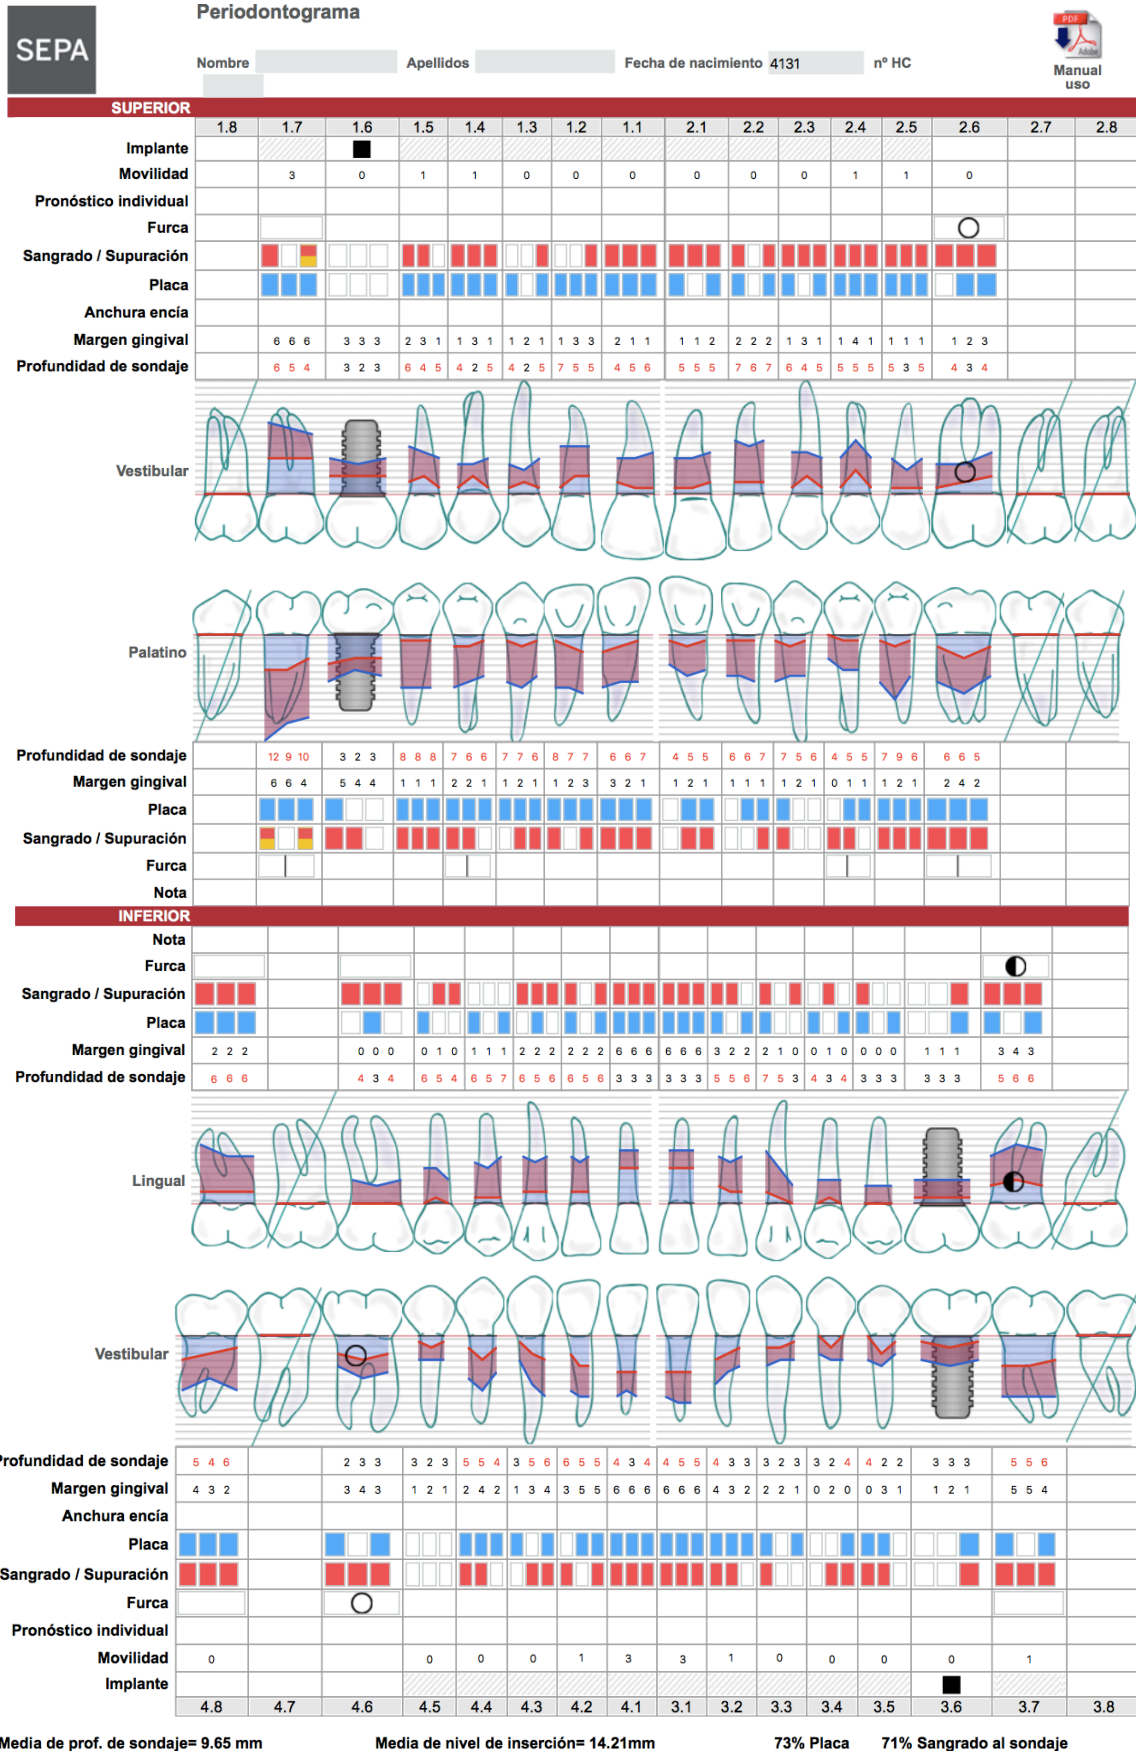 SEPA
Periodontograma
Nombre Apellidos Fecha de nacimiento 4131 nº HC
PDF
Adobe
Manual
uso
SUPERIOR
1.8 1.7 1.6 1.5 1.4 1.3 1.2 1.1 2.1 2.2 2.3 2.4 2.5 2.6 2.7 2.8
Implante
Movilidad 3 0 1 1 0 0 0 0 0 0 1 1 0
Pronóstico individual
Furca
Sangrado / Supuración
Placa
Anchura encía
Margen gingival 6 6 6 3 3 3 2 3 1 1 3 1 1 2 1 1 3 3 2 1 1 1 1 2 2 2 2 1 3 1 1 4 1 1 1 1 1 2 3
Profundidad de sondaje 6 5 4 3 2 3 6 4 5 4 2 5 4 2 5 7 5 5 4 5 6 5 5 5 7 6 7 6 4 5 5 5 5 5 3 5 4 3 4
Vestibular
Palatino
Profundidad de sondaje 12 9 10 3 2 3 8 8 8 7 6 6 7 7 6 8 7 7 6 6 7 4 5 5 6 6 7 7 5 6 4 5 5 7 9 6 6 6 5
Margen gingival 6 6 4 5 4 4 1 1 1 2 2 1 1 2 1 1 2 3 3 2 1 1 2 1 1 1 1 1 2 1 0 1 1 1 2 1 2 4 2
Placa
Sangrado / Supuración
Furca
Nota
INFERIOR
Nota
Furca
Sangrado / Supuración
Placa
Margen gingival 2 2 2 0 0 0 0 1 0 1 1 1 2 2 2 2 2 2 6 6 6 6 6 6 3 2 2 2 1 0 0 1 0 0 0 0 1 1 1 3 4 3
Profundidad de sondaje 6 6 6 4 3 4 6 5 4 6 5 7 6 5 6 6 5 6 3 3 3 3 3 3 5 5 6 7 5 3 4 3 4 3 3 3 3 3 3 5 6 6
Lingual
Vestibular
Profundidad de sondaje 5 4 6 2 3 3 3 2 3 5 5 4 3 5 6 6 5 5 4 3 4 4 5 5 4 3 3 3 2 3 3 2 4 4 2 2 3 3 3 5 5 6
Margen gingival 4 3 2 3 4 3 1 2 1 2 4 2 1 3 4 3 5 5 6 6 6 6 6 6 4 3 2 2 2 1 0 2 0 0 3 1 1 2 1 5 5 4
Anchura encía
Placa
Sangrado / Supuración
Furca
Pronóstico individual
Movilidad 0 0 0 0 1 3 3 1 0 0 0 0 1
Implante
4.8 4.7 4.6 4.5 4.4 4.3 4.2 4.1 3.1 3.2 3.3 3.4 3.5 3.6 3.7 3.8
Media de prof. de sondaje= 9.65 mm Media de nivel de inserción= 14.21mm 73% Placa 71% Sangrado al sondaje